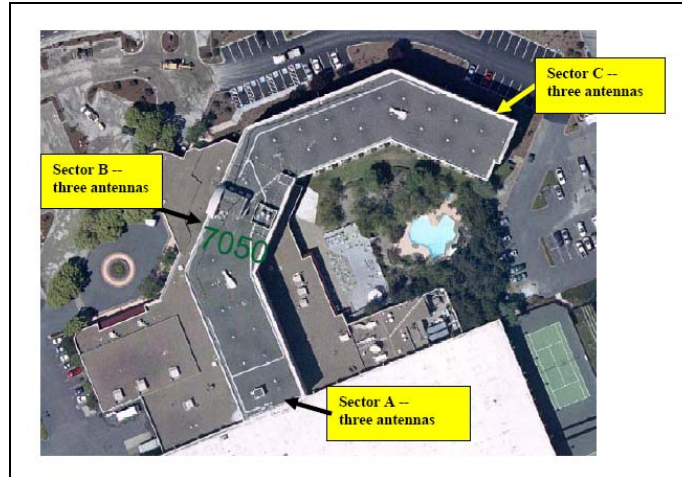 Sector C --
three antennas
Sector B --
three antennas
7050
Sector A --
three antennas